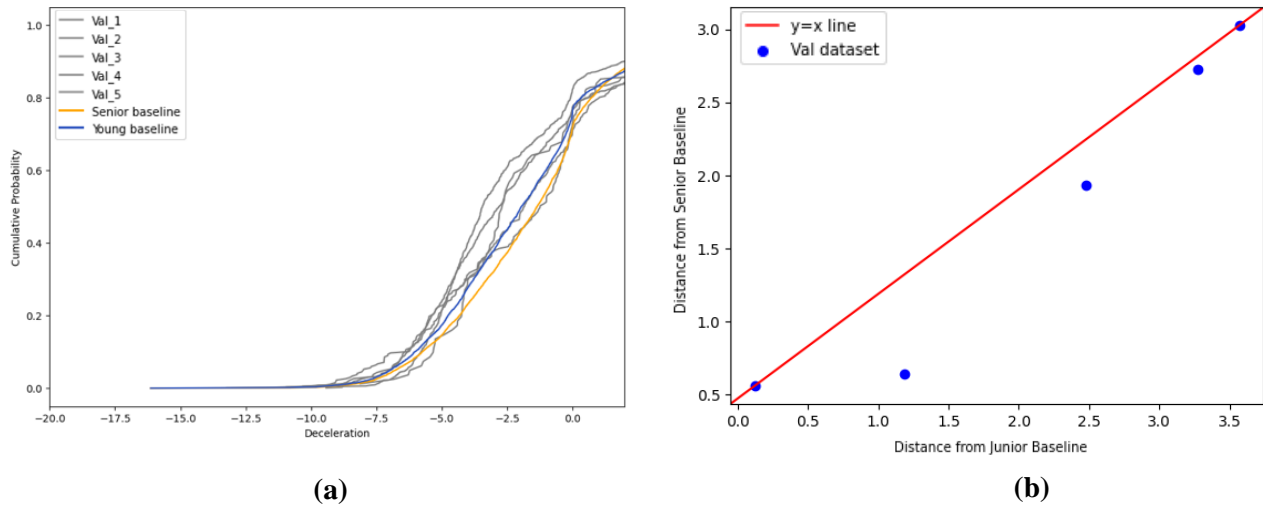 Val_1
Val_2
Val_3
Val_4
Val_5
Senior baseline
Young baseline
1.0
0.8
0.6
0.4
0.2
0.0
Cumulative Probability
−20.0 −17.5 −15.0 −12.5 −10.0 −7.5 −5.0 −2.5 0.0
Deceleration
(a)
y=x line
Val dataset
3.0
2.5
2.0
1.5
1.0
0.5
Distance from Senior Baseline
0.0 0.5 1.0 1.5 2.0 2.5 3.0 3.5
Distance from Junior Baseline
(b)